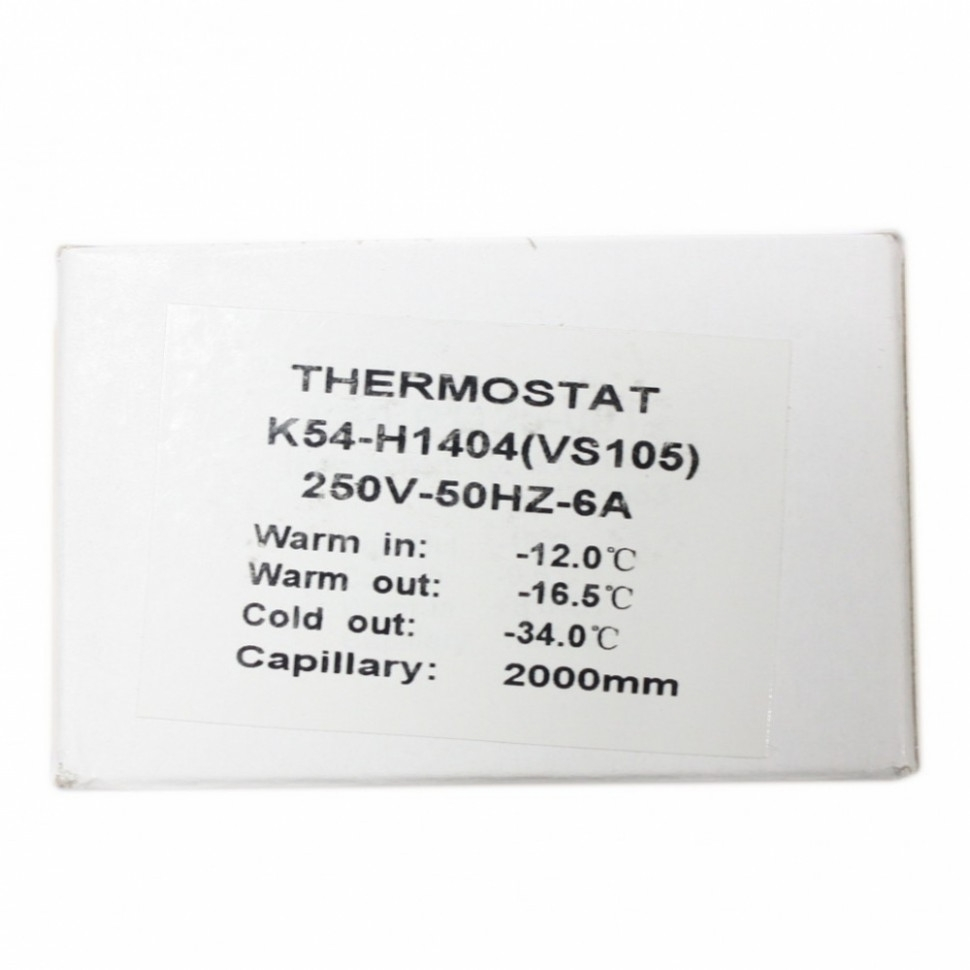 THERMOSTAT
K54-H1404(VS105)
250V-50HZ-6A
Warm in: -12.0℃
Warm out: -16.5℃
Cold out: -34.0℃
Capillary: 2000mm